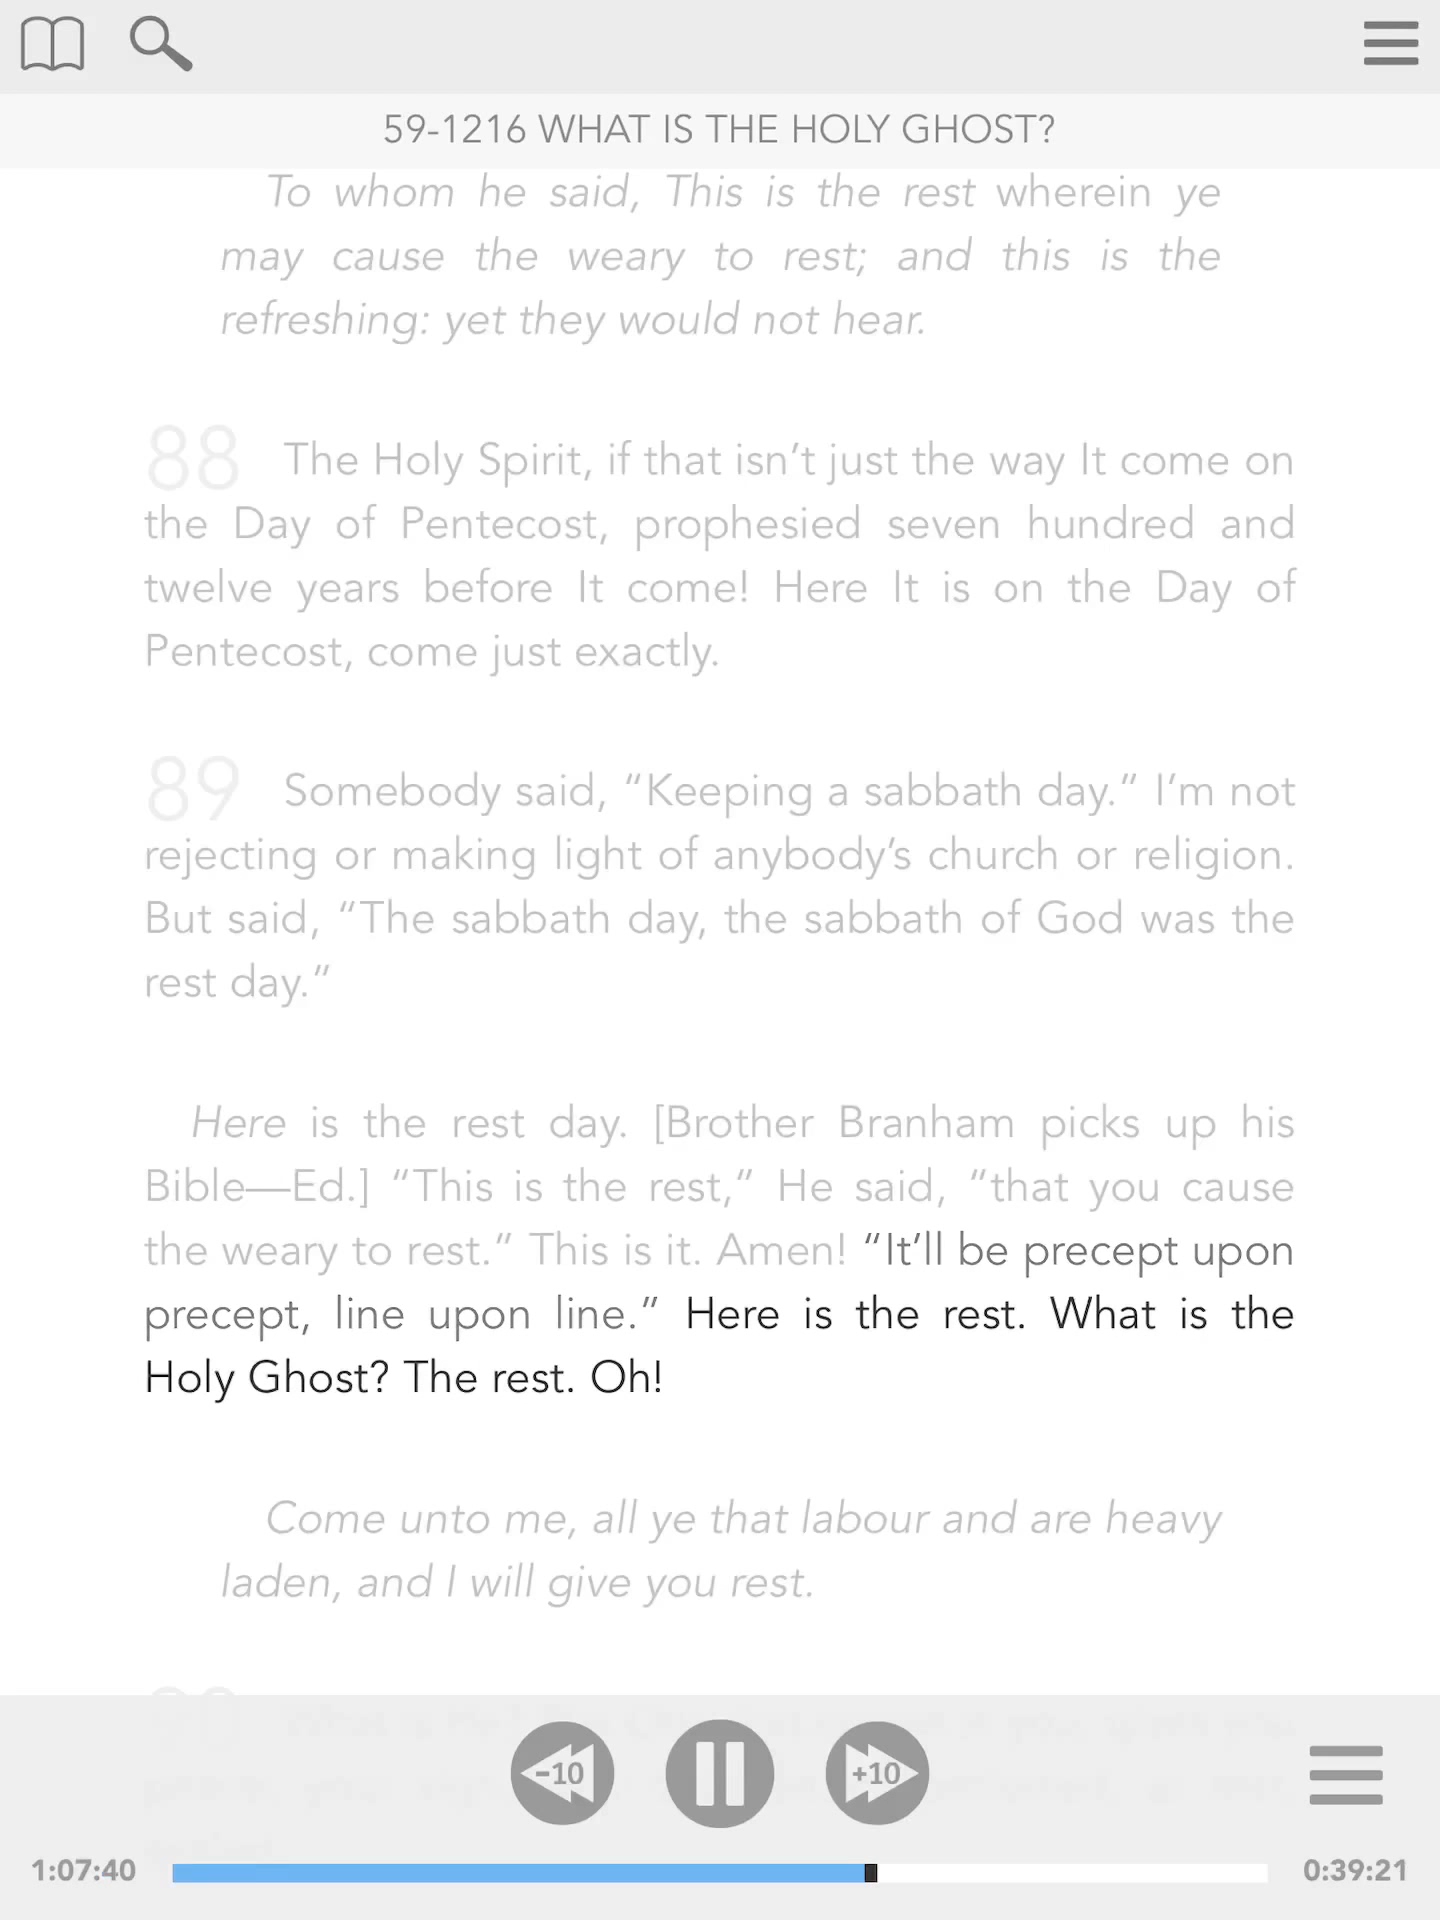 59-1216 WHAT IS THE HOLY GHOST?
To whom he said, This is the rest wherein ye
may cause the weary to rest; and this is the
refreshing: yet they would not hear.
88 The Holy Spirit, if that isn’t just the way It come on
the Day of Pentecost, prophesied seven hundred and
twelve years before It come! Here It is on the Day of
Pentecost, come just exactly.
89 Somebody said, “Keeping a sabbath day.” I’m not
rejecting or making light of anybody’s church or religion.
But said, “The sabbath day, the sabbath of God was the
rest day.”
Here is the rest day. [Brother Branham picks up his
Bible—Ed.] “This is the rest,” He said, “that you cause
the weary to rest.” This is it. Amen! “It’ll be precept upon
precept, line upon line.” Here is the rest. What is the
Holy Ghost? The rest. Oh!
Come unto me, all ye that labour and are heavy
laden, and I will give you rest.
-10 +10
1:07:40 0:39:21